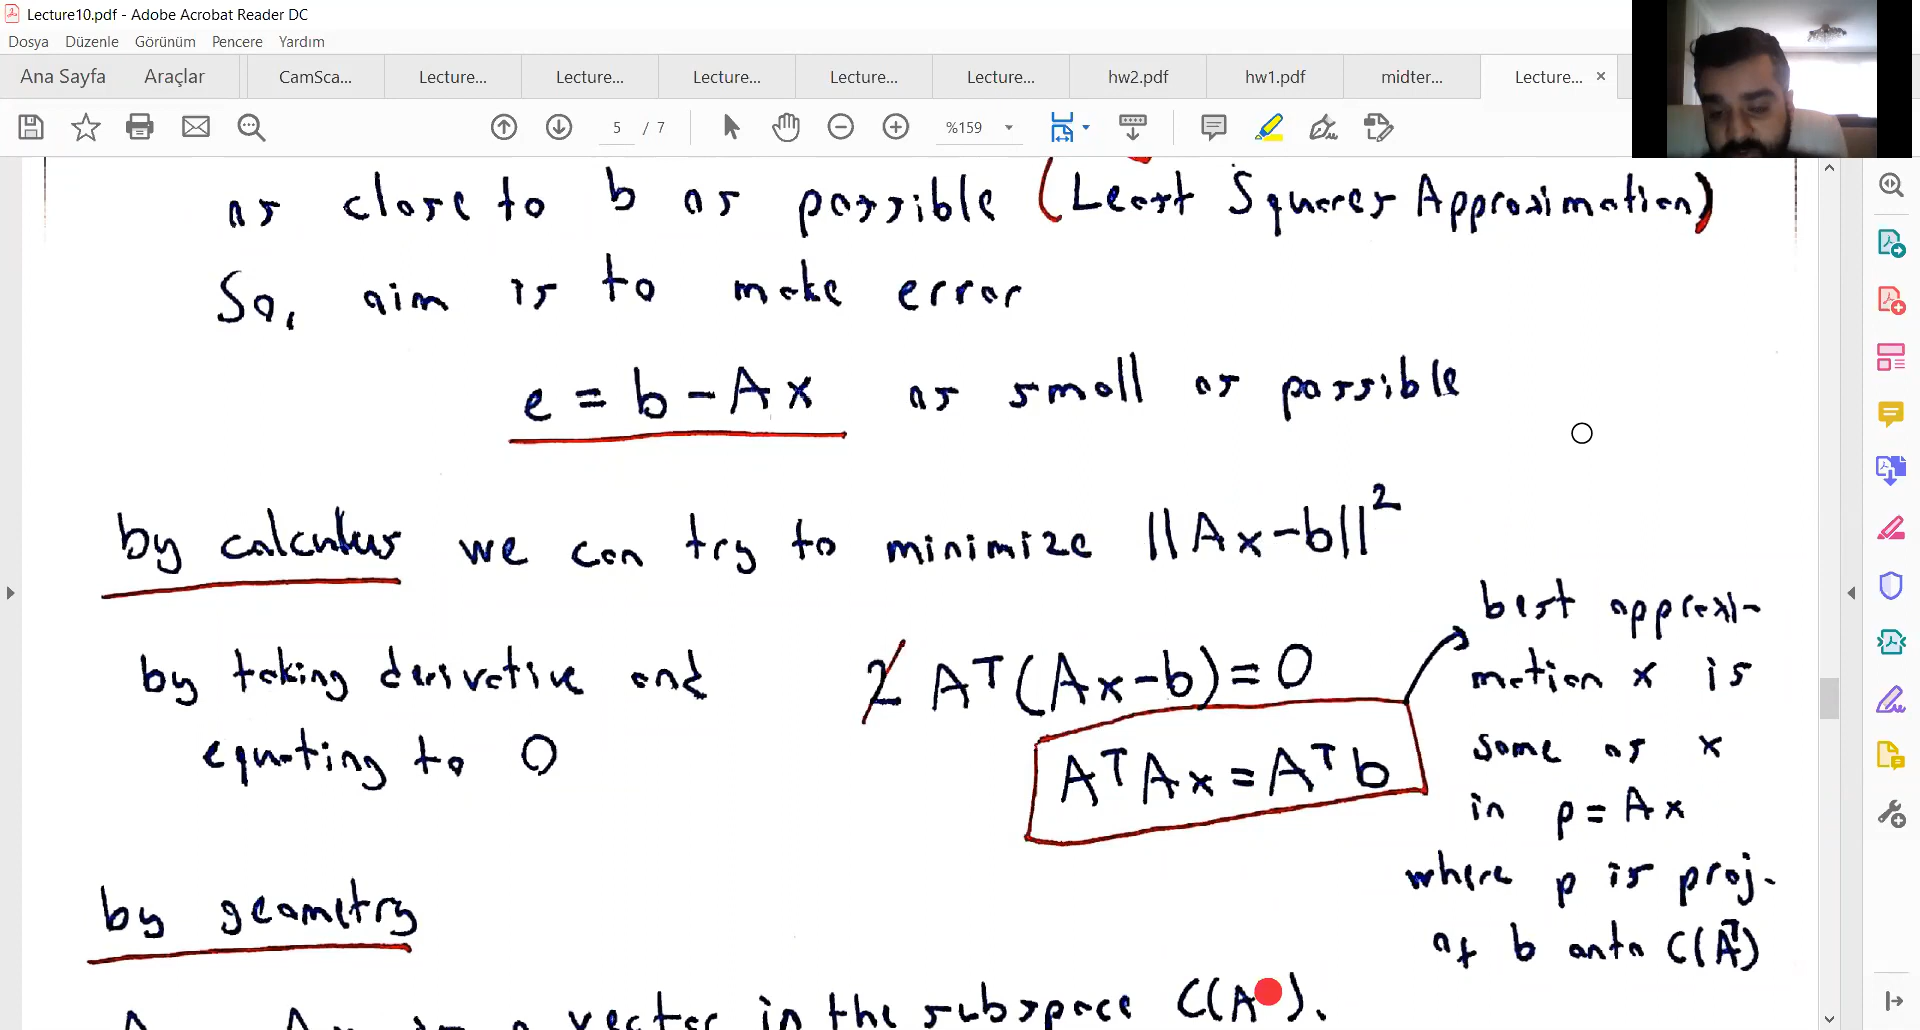 Lecture10.pdf - Adobe Acrobat Reader DC
Dosya Düzenle Görünüm Pencere Yardım
Ana Sayfa Araçlar CamSca... Lecture... Lecture... Lecture... Lecture... Lecture... hw2.pdf hw1.pdf midter... Lecture... ×
5 / 7 %159
as close to b as possible (Least Squares Approximation)
So, aim is to make error
e = b - Ax as small as possible
by calculus we can try to minimize ||Ax-b||²
by taking derivative and 2 Aᵀ(Ax-b) = 0
equating to 0
AᵀAx = Aᵀb
best approxi-
mation x is
same as x
in p = Ax
where p is proj.
of b onto C(Aᵀ)
by geometry
vector in the subspace C(A).